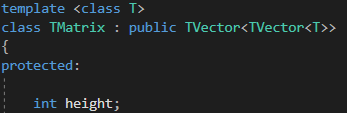 template <class T>
class TMatrix : public TVector<TVector<T>>
{
protected:
int height;